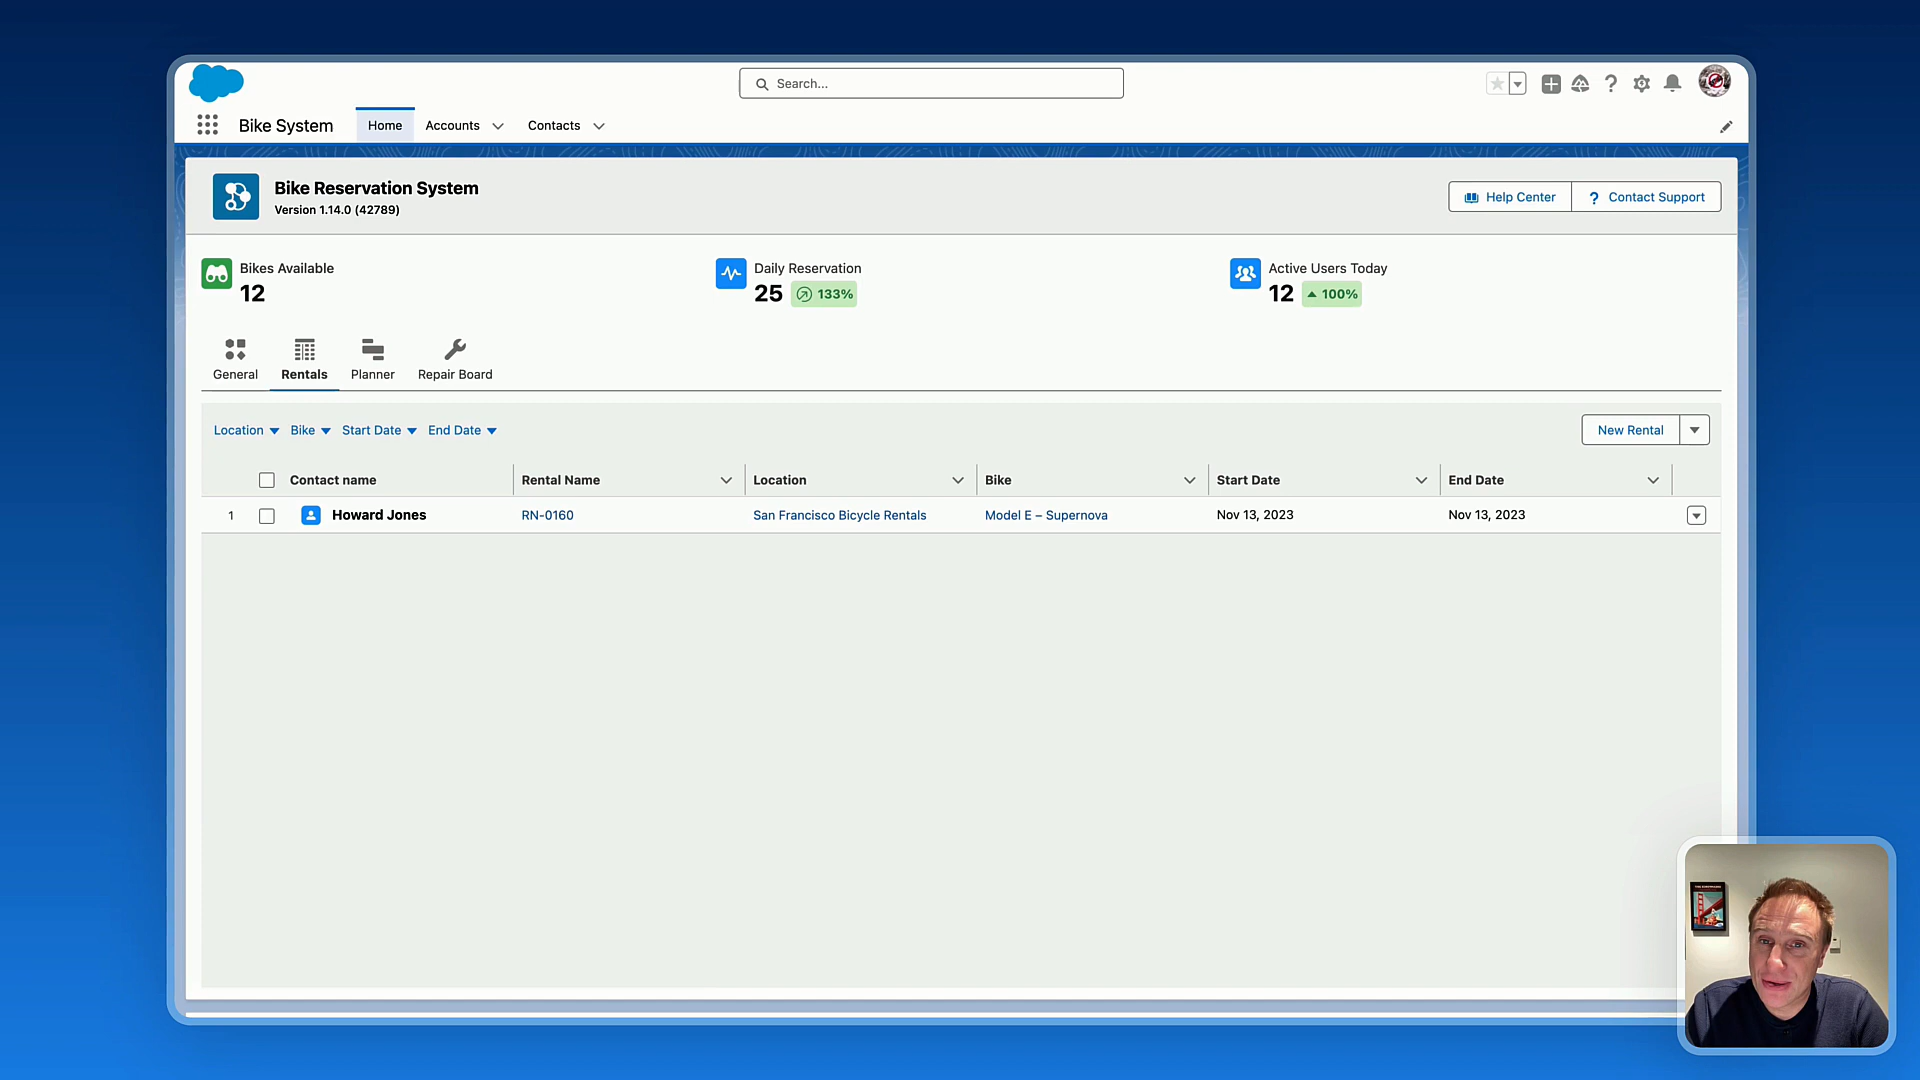 Search...
Bike System
Home
Accounts
Contacts
Bike Reservation System
Version 1.14.0 (42789)
Help Center
Contact Support
Bikes Available
12
Daily Reservation
25 133%
Active Users Today
12 100%
General
Rentals
Planner
Repair Board
Location
Bike
Start Date
End Date
New Rental
Contact name
Rental Name
Location
Bike
Start Date
End Date
1
Howard Jones
RN-0160
San Francisco Bicycle Rentals
Model E – Supernova
Nov 13, 2023
Nov 13, 2023